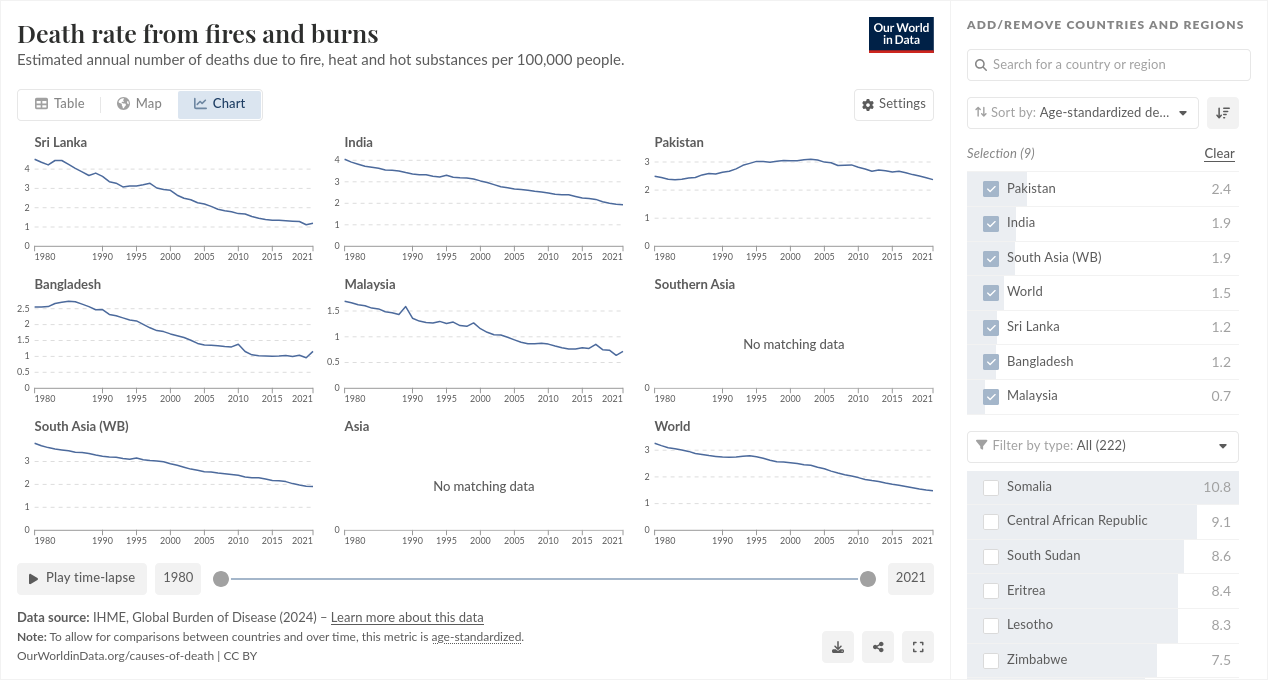 Death rate from fires and burns
Estimated annual number of deaths due to fire, heat and hot substances per 100,000 people.
Our World
in Data
Table
Map
Chart
Settings
Sri Lanka
4
3
2
1
0
1980 1990 1995 2000 2005 2010 2015 2021
India
4
3
2
1
0
1980 1990 1995 2000 2005 2010 2015 2021
Pakistan
3
2
1
0
1980 1990 1995 2000 2005 2010 2015 2021
Bangladesh
2.5
2
1.5
1
0.5
0
1980 1990 1995 2000 2005 2010 2015 2021
Malaysia
1.5
1
0.5
0
1980 1990 1995 2000 2005 2010 2015 2021
Southern Asia
No matching data
0
1980 1990 1995 2000 2005 2010 2015 2021
South Asia (WB)
3
2
1
0
1980 1990 1995 2000 2005 2010 2015 2021
Asia
No matching data
0
1980 1990 1995 2000 2005 2010 2015 2021
World
3
2
1
0
1980 1990 1995 2000 2005 2010 2015 2021
Play time-lapse
1980
2021
Data source: IHME, Global Burden of Disease (2024) – Learn more about this data
Note: To allow for comparisons between countries and over time, this metric is age-standardized.
OurWorldinData.org/causes-of-death | CC BY
ADD/REMOVE COUNTRIES AND REGIONS
Search for a country or region
Sort by: Age-standardized de...
Selection (9)
Clear
Pakistan 2.4
India 1.9
South Asia (WB) 1.9
World 1.5
Sri Lanka 1.2
Bangladesh 1.2
Malaysia 0.7
Filter by type: All (222)
Somalia 10.8
Central African Republic 9.1
South Sudan 8.6
Eritrea 8.4
Lesotho 8.3
Zimbabwe 7.5